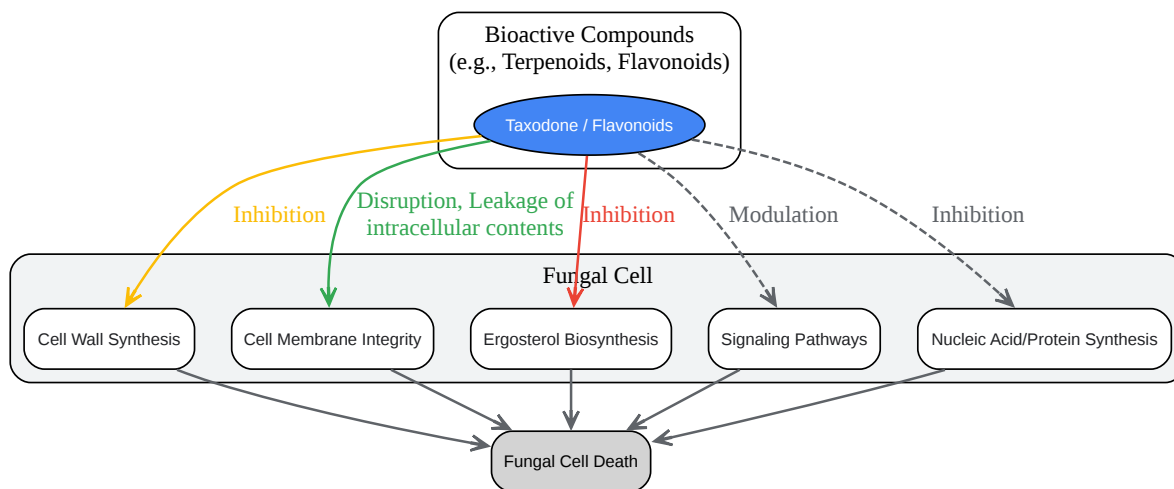 Bioactive Compounds
(e.g., Terpenoids, Flavonoids)
Taxodone / Flavonoids
Inhibition
Disruption, Leakage of
intracellular contents
Inhibition
Modulation
Inhibition
Fungal Cell
Cell Wall Synthesis
Cell Membrane Integrity
Ergosterol Biosynthesis
Signaling Pathways
Nucleic Acid/Protein Synthesis
Fungal Cell Death